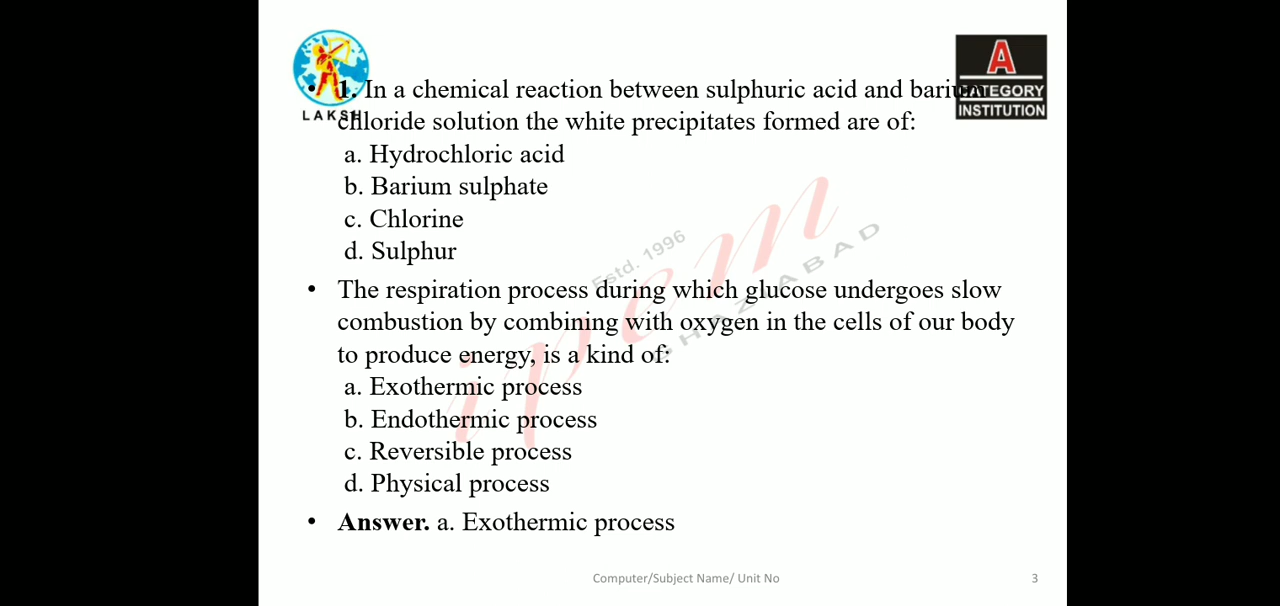 LAKSH
A
CATEGORY
INSTITUTION
• 1. In a chemical reaction between sulphuric acid and barium
chloride solution the white precipitates formed are of:
a. Hydrochloric acid
b. Barium sulphate
c. Chlorine
d. Sulphur
• The respiration process during which glucose undergoes slow
combustion by combining with oxygen in the cells of our body
to produce energy, is a kind of:
a. Exothermic process
b. Endothermic process
c. Reversible process
d. Physical process
• Answer. a. Exothermic process
Estd. 1996
ipem
GHAZIABAD
Computer/Subject Name/ Unit No
3